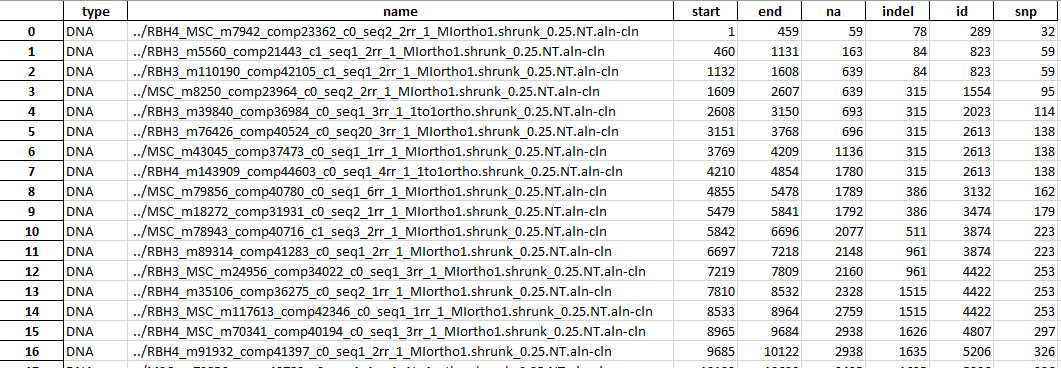 type name start end na indel id snp
0 DNA ../RBH4_MSC_m7942_comp23362_c0_seq2_2rr_1_MIortho1.shrunk_0.25.NT.aln-cln 1 459 59 78 289 32
1 DNA ../RBH3_m5560_comp21443_c1_seq1_2rr_1_MIortho1.shrunk_0.25.NT.aln-cln 460 1131 163 84 823 59
2 DNA ../RBH3_m110190_comp42105_c1_seq1_2rr_1_MIortho1.shrunk_0.25.NT.aln-cln 1132 1608 639 84 823 59
3 DNA ../MSC_m8250_comp23964_c0_seq2_2rr_1_MIortho1.shrunk_0.25.NT.aln-cln 1609 2607 639 315 1554 95
4 DNA ../RBH3_m39840_comp36984_c0_seq1_3rr_1_1to1ortho.shrunk_0.25.NT.aln-cln 2608 3150 693 315 2023 114
5 DNA ../RBH3_m76426_comp40524_c0_seq20_3rr_1_MIortho1.shrunk_0.25.NT.aln-cln 3151 3768 696 315 2613 138
6 DNA ../MSC_m43045_comp37473_c0_seq1_1rr_1_MIortho1.shrunk_0.25.NT.aln-cln 3769 4209 1136 315 2613 138
7 DNA ../RBH4_m143909_comp44603_c0_seq1_4rr_1_1to1ortho.shrunk_0.25.NT.aln-cln 4210 4854 1780 315 2613 138
8 DNA ../MSC_m79856_comp40780_c0_seq1_6rr_1_MIortho1.shrunk_0.25.NT.aln-cln 4855 5478 1789 386 3132 162
9 DNA ../MSC_m18272_comp31931_c0_seq2_1rr_1_MIortho1.shrunk_0.25.NT.aln-cln 5479 5841 1792 386 3474 179
10 DNA ../MSC_m78943_comp40716_c1_seq3_2rr_1_MIortho1.shrunk_0.25.NT.aln-cln 5842 6696 2077 511 3874 223
11 DNA ../RBH3_m89314_comp41283_c0_seq1_2rr_1_MIortho1.shrunk_0.25.NT.aln-cln 6697 7218 2148 961 3874 223
12 DNA ../RBH3_MSC_m24956_comp34022_c0_seq1_3rr_1_MIortho1.shrunk_0.25.NT.aln-cln 7219 7809 2160 961 4422 253
13 DNA ../RBH4_m35106_comp36275_c0_seq2_1rr_1_MIortho1.shrunk_0.25.NT.aln-cln 7810 8532 2328 1515 4422 253
14 DNA ../RBH3_MSC_m117613_comp42346_c0_seq1_1rr_1_MIortho1.shrunk_0.25.NT.aln-cln 8533 8964 2759 1515 4422 253
15 DNA ../RBH4_MSC_m70341_comp40194_c0_seq1_3rr_1_MIortho1.shrunk_0.25.NT.aln-cln 8965 9684 2938 1626 4807 297
16 DNA ../RBH4_m91932_comp41397_c0_seq1_2rr_1_MIortho1.shrunk_0.25.NT.aln-cln 9685 10122 2938 1635 5206 326